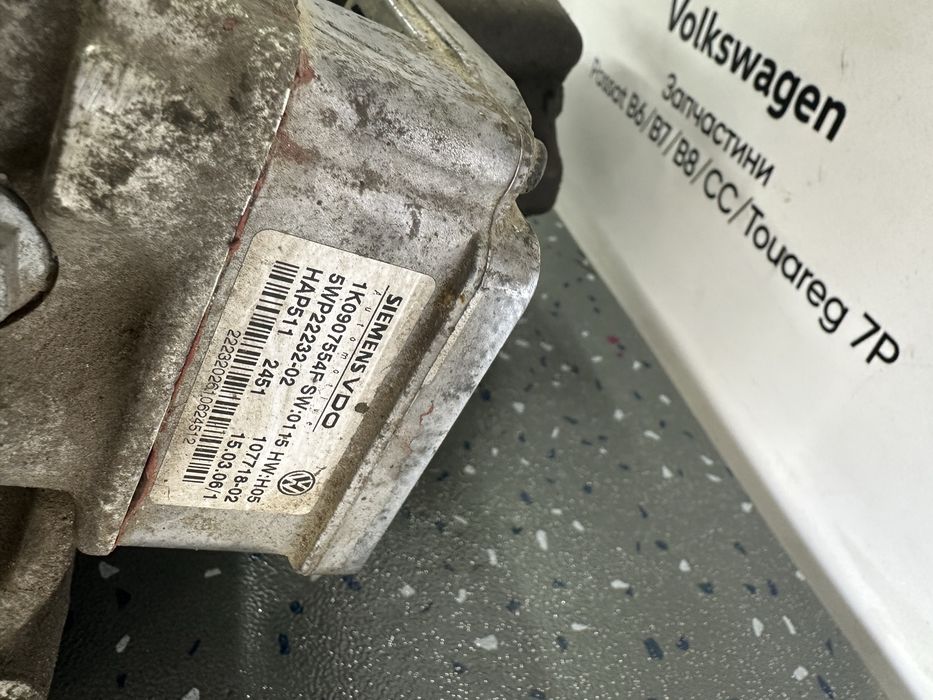 SIEMENS VDO
Automotive
1K0907554F SW:0115 HW:H05
5WP22232-02 107718-02
HAP511 2451 15.03.06/1
Volkswagen
Запчастини
Passat B6/B7/B8/CC/Touareg 7P